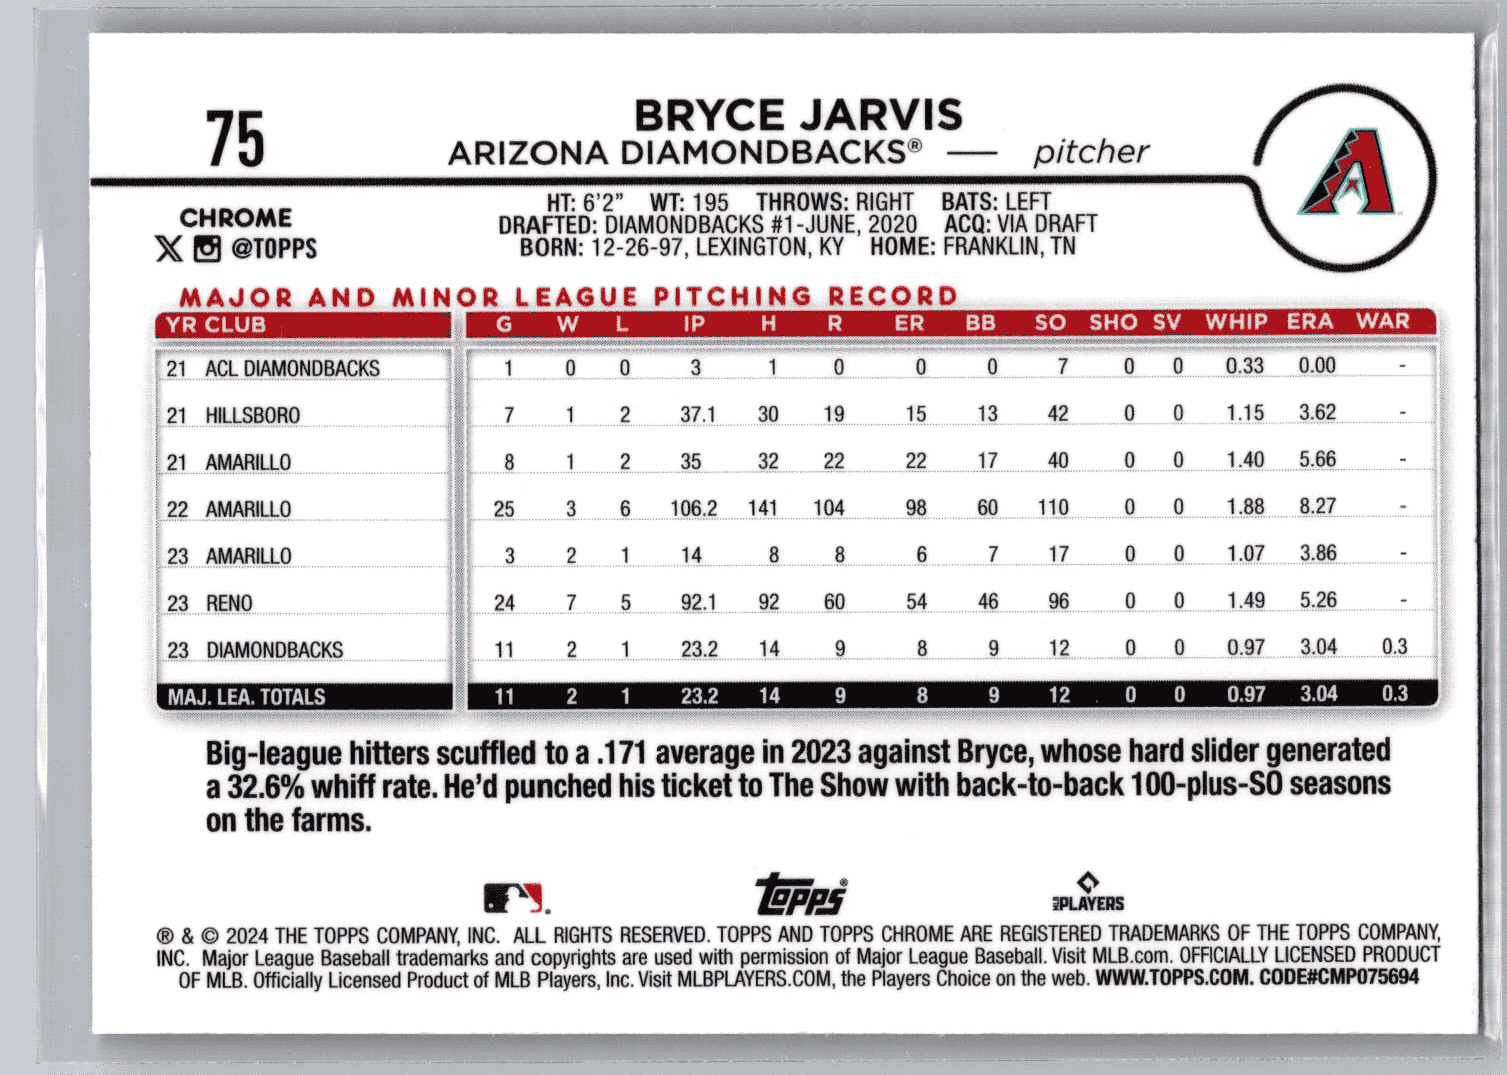 75
BRYCE JARVIS
ARIZONA DIAMONDBACKS® — pitcher
CHROME
@TOPPS
HT: 6'2" WT: 195 THROWS: RIGHT BATS: LEFT
DRAFTED: DIAMONDBACKS #1-JUNE, 2020 ACQ: VIA DRAFT
BORN: 12-26-97, LEXINGTON, KY HOME: FRANKLIN, TN
MAJOR AND MINOR LEAGUE PITCHING RECORD
YR CLUB G W L IP H R ER BB SO SHO SV WHIP ERA WAR
21 ACL DIAMONDBACKS 1 0 0 3 1 0 0 0 7 0 0 0.33 0.00 -
21 HILLSBORO 7 1 2 37.1 30 19 15 13 42 0 0 1.15 3.62 -
21 AMARILLO 8 1 2 35 32 22 22 17 40 0 0 1.40 5.66 -
22 AMARILLO 25 3 6 106.2 141 104 98 60 110 0 0 1.88 8.27 -
23 AMARILLO 3 2 1 14 8 8 6 7 17 0 0 1.07 3.86 -
23 RENO 24 7 5 92.1 92 60 54 46 96 0 0 1.49 5.26 -
23 DIAMONDBACKS 11 2 1 23.2 14 9 8 9 12 0 0 0.97 3.04 0.3
MAJ. LEA. TOTALS 11 2 1 23.2 14 9 8 9 12 0 0 0.97 3.04 0.3
Big-league hitters scuffled to a .171 average in 2023 against Bryce, whose hard slider generated
a 32.6% whiff rate. He'd punched his ticket to The Show with back-to-back 100-plus-SO seasons
on the farms.
Topps®
MLB PLAYERS
® & © 2024 THE TOPPS COMPANY, INC. ALL RIGHTS RESERVED. TOPPS AND TOPPS CHROME ARE REGISTERED TRADEMARKS OF THE TOPPS COMPANY,
INC. Major League Baseball trademarks and copyrights are used with permission of Major League Baseball. Visit MLB.com. OFFICIALLY LICENSED PRODUCT
OF MLB. Officially Licensed Product of MLB Players, Inc. Visit MLBPLAYERS.COM, the Players Choice on the web. WWW.TOPPS.COM. CODE#CMP075694